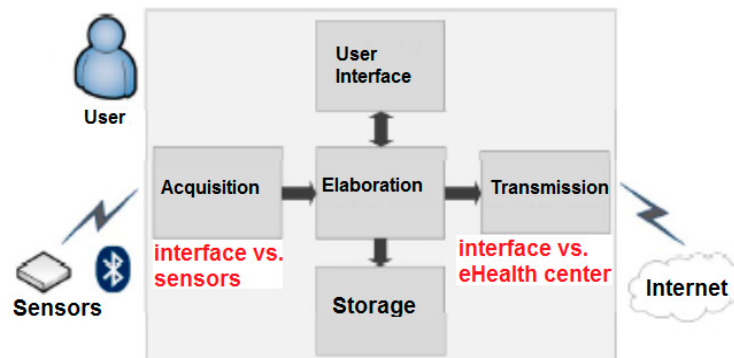 User
Interface
User
Acquisition
Elaboration
Transmission
interface vs.
sensors
interface vs.
eHealth center
Sensors
Storage
Internet